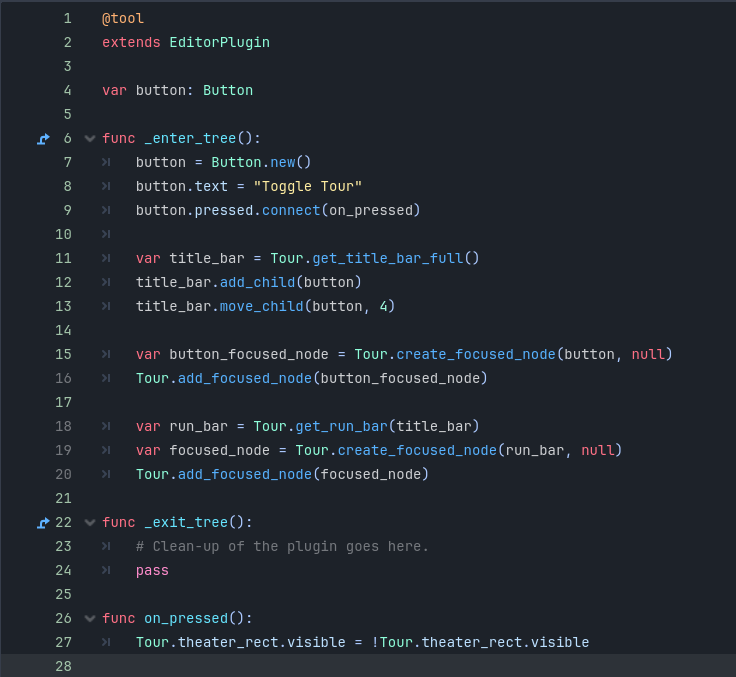 1 @tool
2 extends EditorPlugin
3
4 var button: Button
5
6 func _enter_tree():
7 button = Button.new()
8 button.text = "Toggle Tour"
9 button.pressed.connect(on_pressed)
10
11 var title_bar = Tour.get_title_bar_full()
12 title_bar.add_child(button)
13 title_bar.move_child(button, 4)
14
15 var button_focused_node = Tour.create_focused_node(button, null)
16 Tour.add_focused_node(button_focused_node)
17
18 var run_bar = Tour.get_run_bar(title_bar)
19 var focused_node = Tour.create_focused_node(run_bar, null)
20 Tour.add_focused_node(focused_node)
21
22 func _exit_tree():
23 # Clean-up of the plugin goes here.
24 pass
25
26 func on_pressed():
27 Tour.theater_rect.visible = !Tour.theater_rect.visible
28